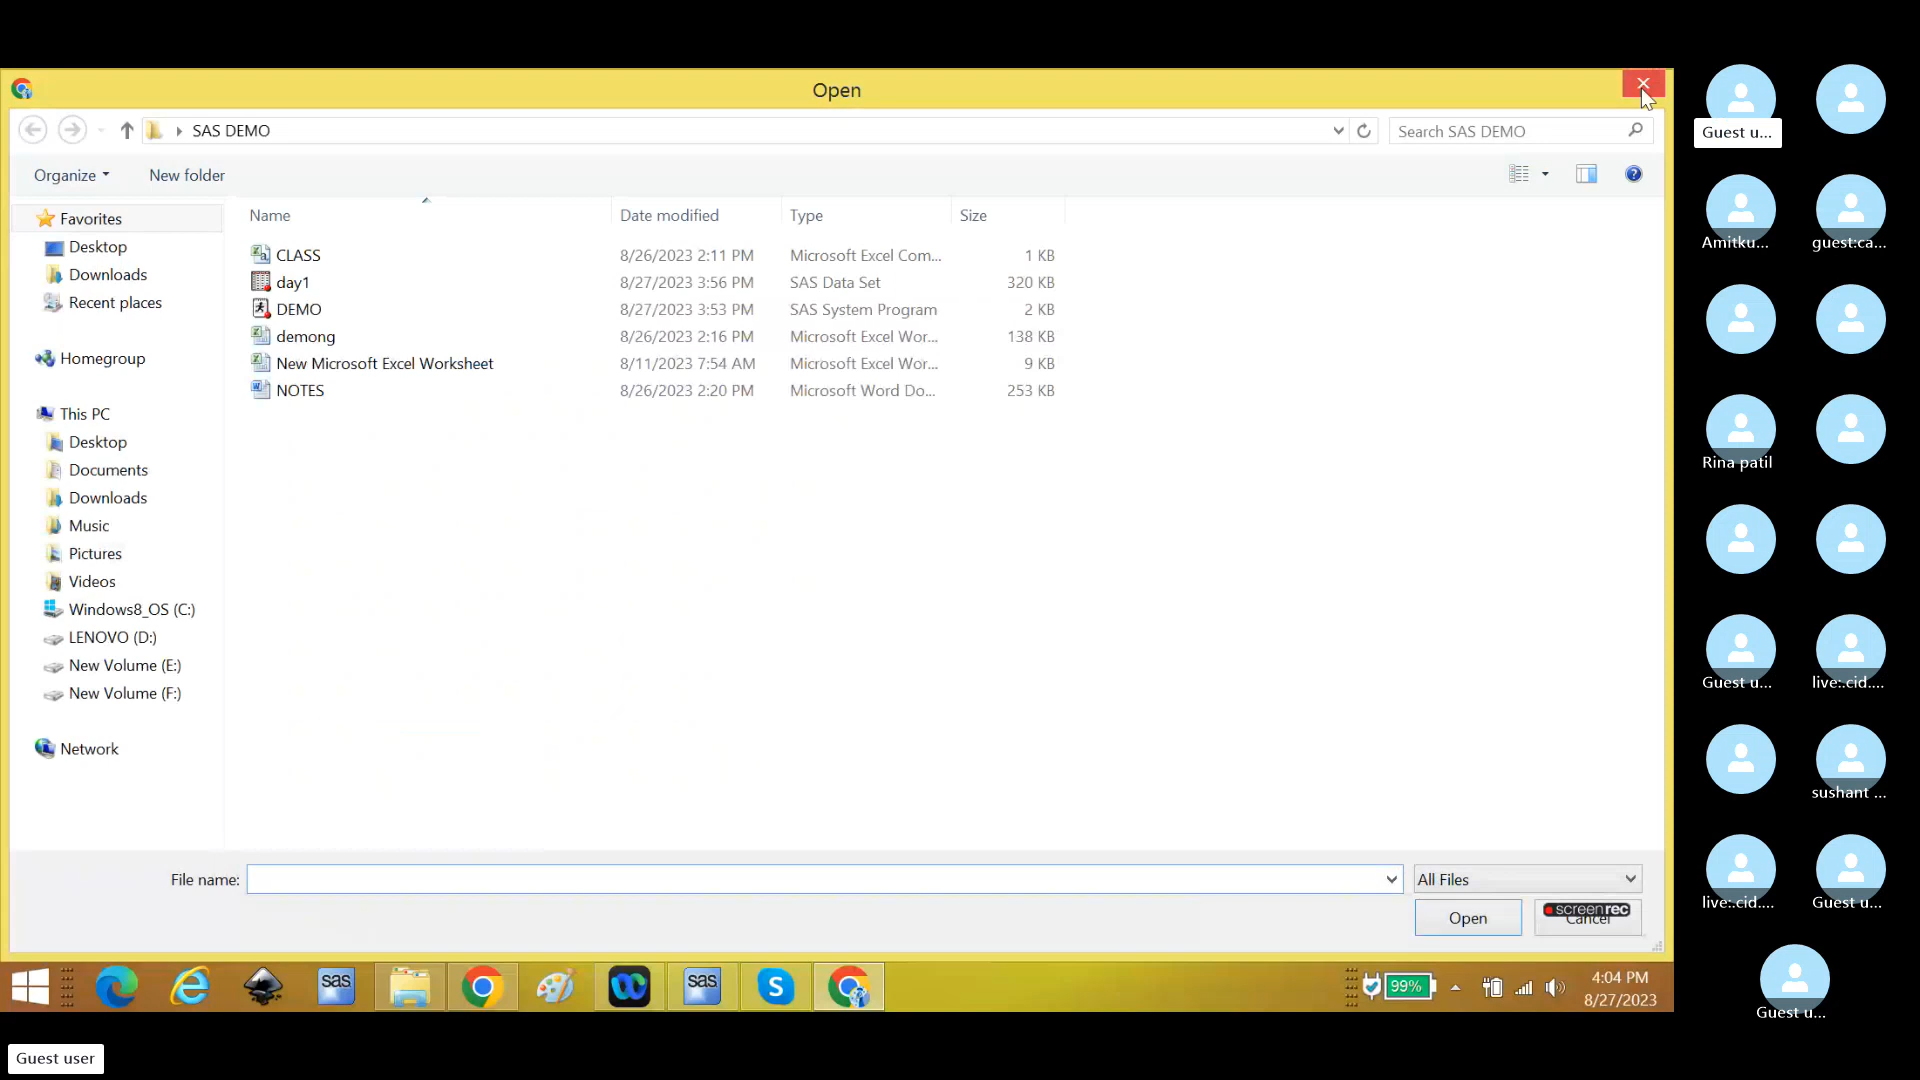 Open
SAS DEMO
Search SAS DEMO
Organize
New folder
Name Date modified Type Size
CLASS 8/26/2023 2:11 PM Microsoft Excel Com... 1 KB
day1 8/27/2023 3:56 PM SAS Data Set 320 KB
DEMO 8/27/2023 3:53 PM SAS System Program 2 KB
demong 8/26/2023 2:16 PM Microsoft Excel Wor... 138 KB
New Microsoft Excel Worksheet 8/11/2023 7:54 AM Microsoft Excel Wor... 9 KB
NOTES 8/26/2023 2:20 PM Microsoft Word Do... 253 KB
Favorites
Desktop
Downloads
Recent places
Homegroup
This PC
Desktop
Documents
Downloads
Music
Pictures
Videos
Windows8_OS (C:)
LENOVO (D:)
New Volume (E:)
New Volume (F:)
Network
File name:
All Files
Open
Cancel
screenrec
sas
sas
S
99%
4:04 PM
8/27/2023
Guest user
Guest u...
Amitku...
guest:ca...
Rina patil
Guest u...
live:.cid....
sushant ...
live:.cid....
Guest u...
Guest u...